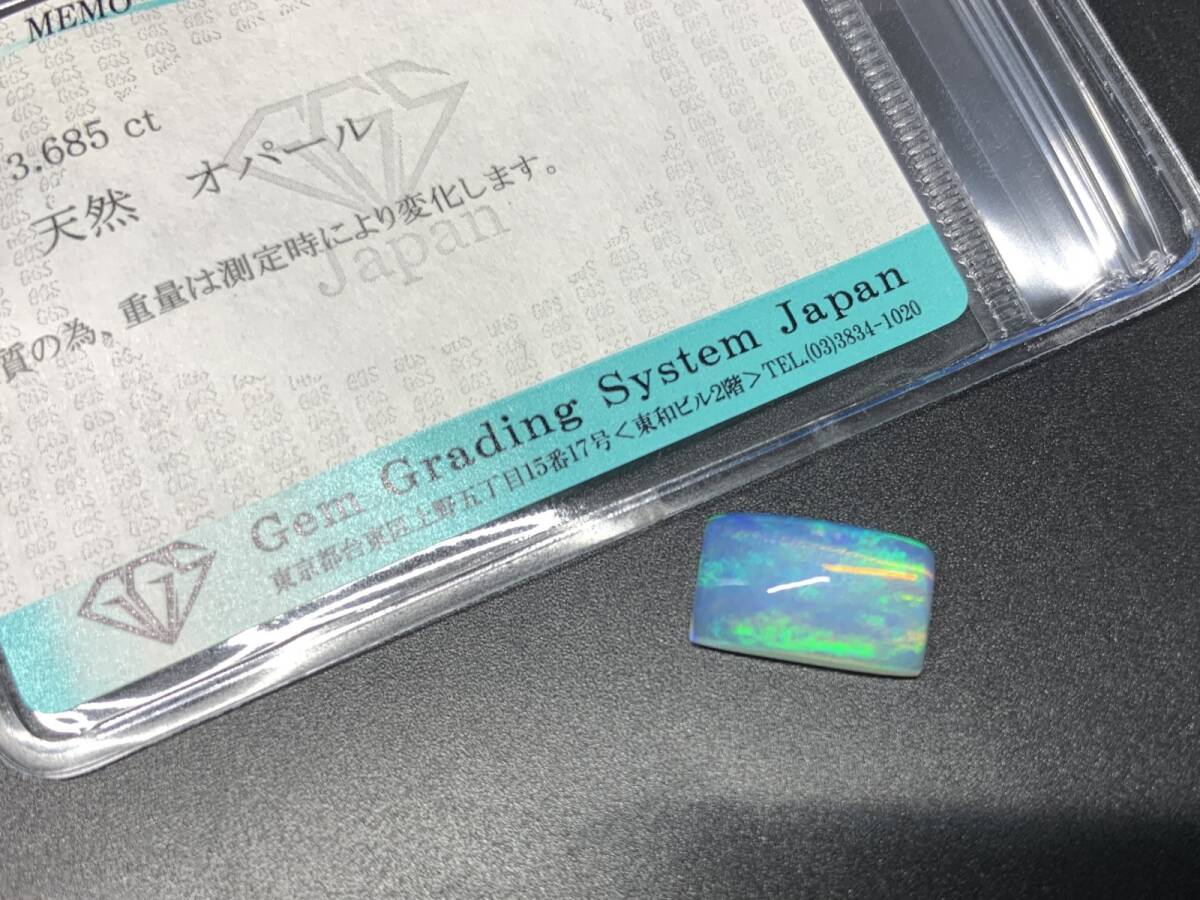 MEMO
3.685 ct
天然 オパール
質の為、重量は測定時により変化します。
GGS
Japan
Gem Grading System Japan
東京都台東区上野五丁目15番17号<東和ビル2階>TEL.(03)3834-1020
GGS